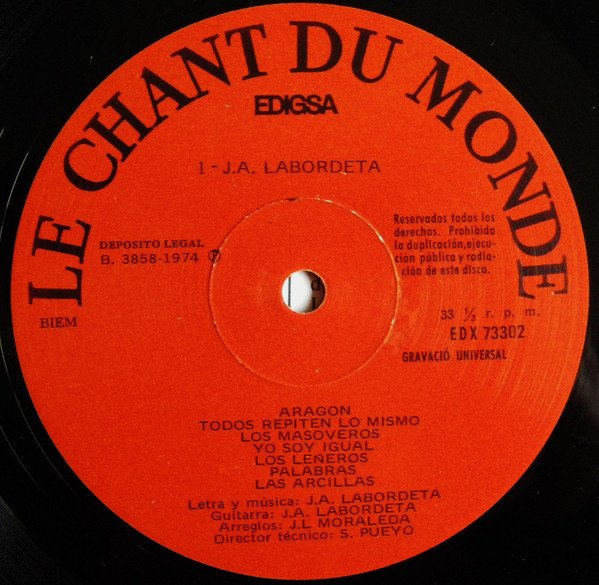 LE CHANT DU MONDE
EDIGSA
1 - J.A. LABORDETA
DEPOSITO LEGAL
B. 3858-1974
BIEM
Reservados todos los
derechos. Prohibida
la duplicación, ejecu-
ción pública y radia-
ción de este disco.
33 ⅓ r. p. m.
EDX 73302
GRAVACIÓ UNIVERSAL
ARAGON
TODOS REPITEN LO MISMO
LOS MASOVEROS
YO SOY IGUAL
LOS LEÑEROS
PALABRAS
LAS ARCILLAS
Letra y música: J.A. LABORDETA
Guitarra: J.A. LABORDETA
Arreglos: J.L MORALEDA
Director técnico: S. PUEYO